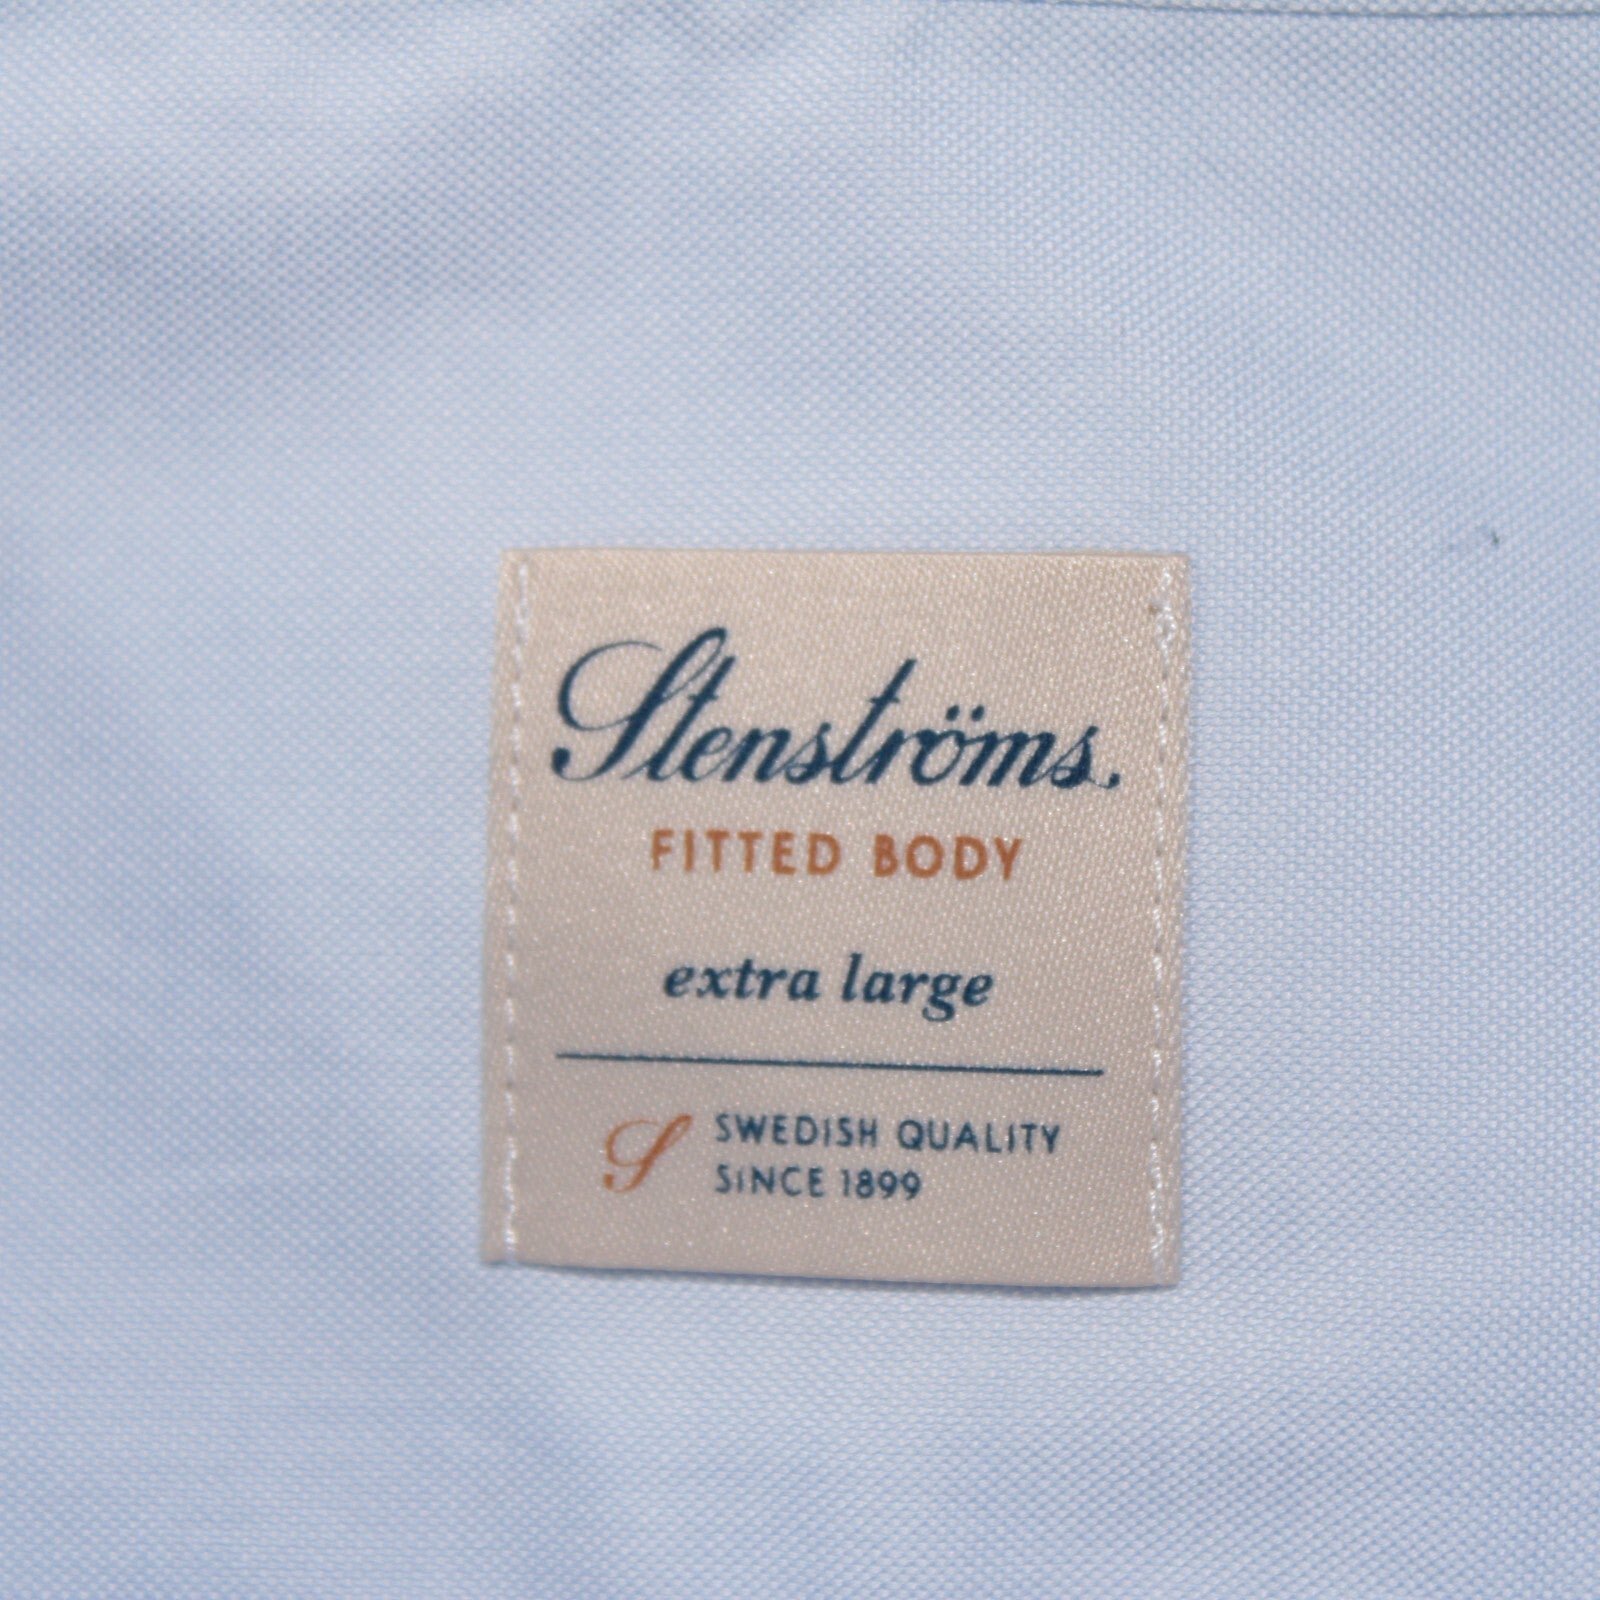 Stenströms
FITTED BODY
extra large
S SWEDISH QUALITY
SINCE 1899